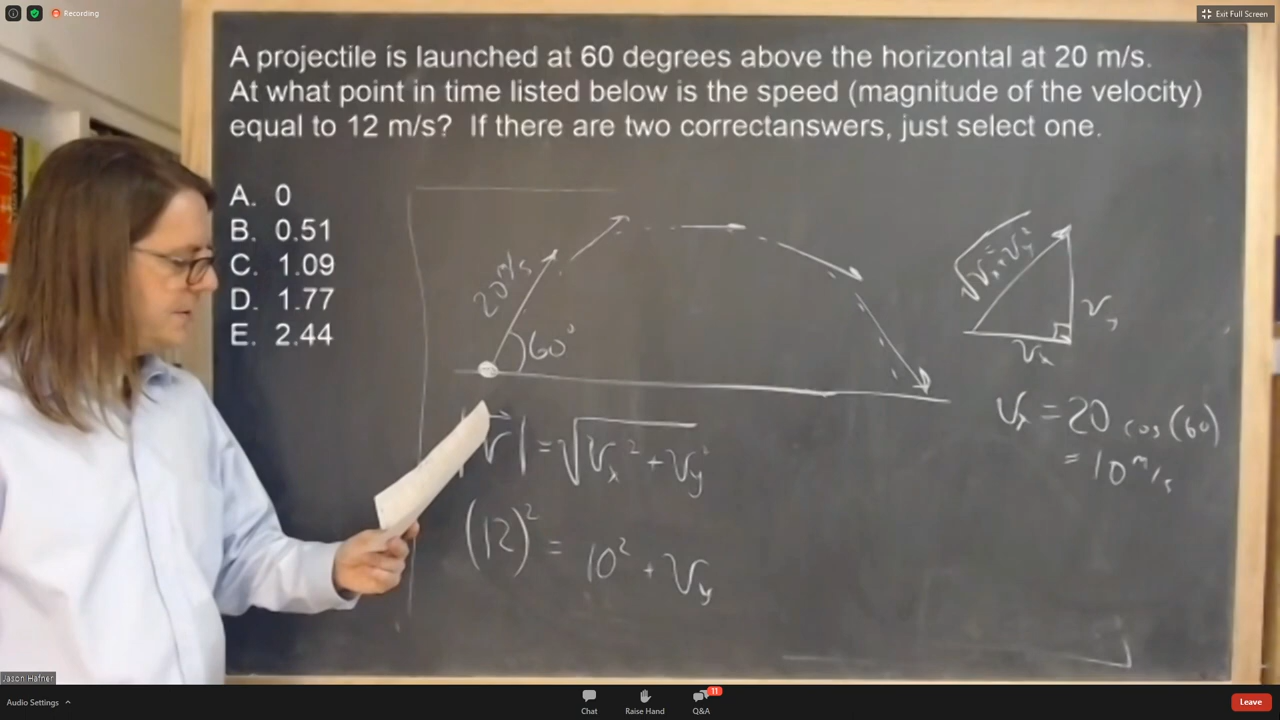 Recording
Exit Full Screen
A projectile is launched at 60 degrees above the horizontal at 20 m/s.
At what point in time listed below is the speed (magnitude of the velocity)
equal to 12 m/s? If there are two correctanswers, just select one.
A. 0
B. 0.51
C. 1.09
D. 1.77
E. 2.44
20 m/s
60°
√Vx²+Vy²
Vy
Vx
Vx = 20 cos(60)
= 10 m/s
|V| = √Vx² + Vy²
(12)² = 10² + Vy
Jason Hafner
Audio Settings
Chat
Raise Hand
11
Q&A
Leave